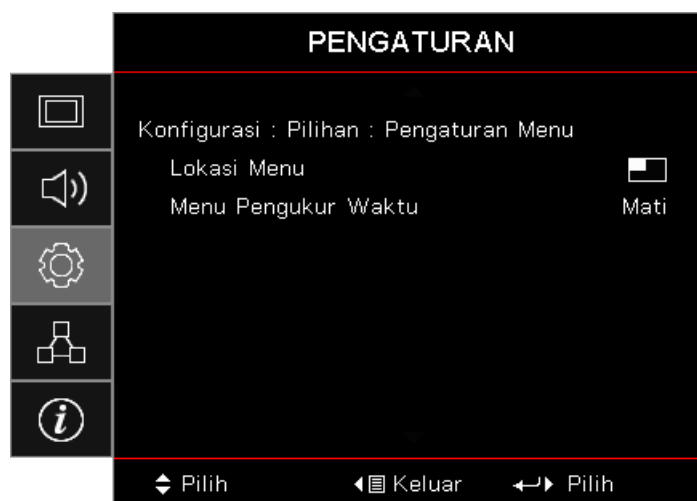 PENGATURAN
Konfigurasi : Pilihan : Pengaturan Menu
Lokasi Menu
Menu Pengukur Waktu Mati
Pilih Keluar Pilih